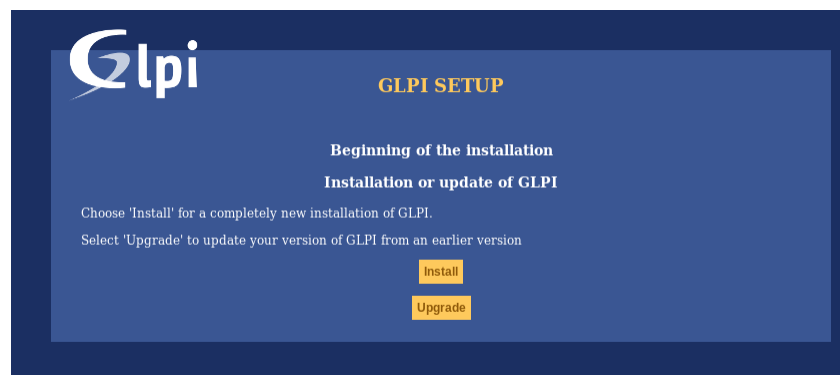 Glpi
GLPI SETUP
Beginning of the installation
Installation or update of GLPI
Choose 'Install' for a completely new installation of GLPI.
Select 'Upgrade' to update your version of GLPI from an earlier version
Install
Upgrade